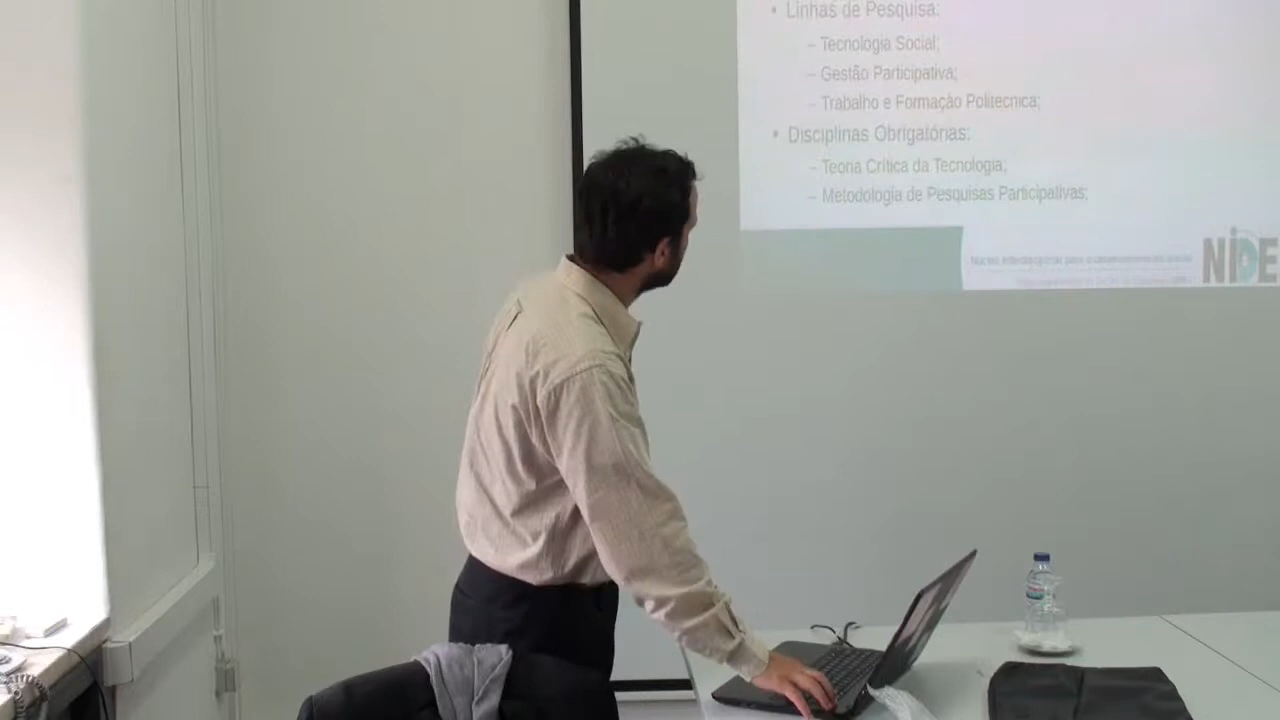 • Linhas de Pesquisa:
– Tecnologia Social;
– Gestão Participativa;
– Trabalho e Formação Politecnica;
• Disciplinas Obrigatórias:
– Teoria Crítica da Tecnologia;
– Metodologia de Pesquisas Participativas;
NIDE